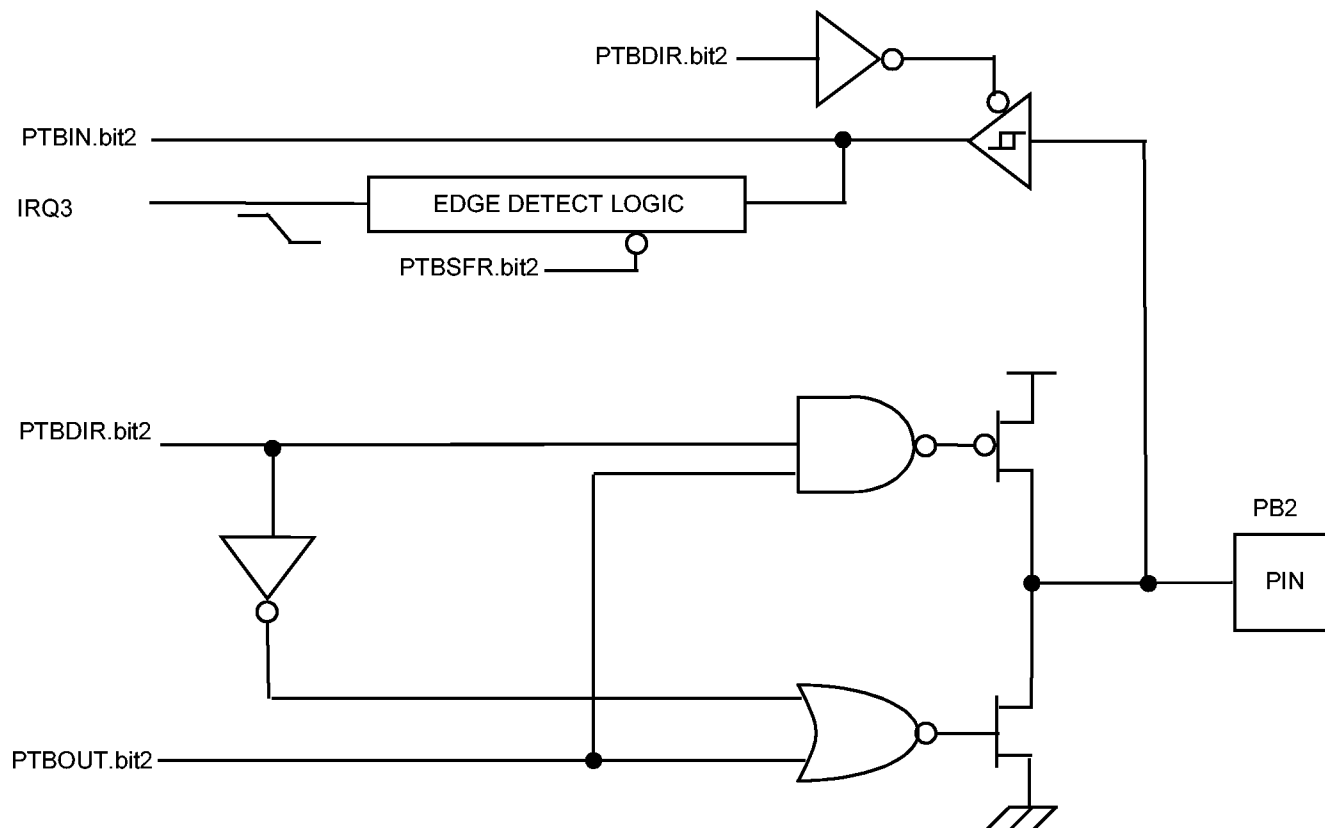 PTBDIR.bit2
PTBIN.bit2
IRQ3
EDGE DETECT LOGIC
PTBSFR.bit2
PTBDIR.bit2
PB2
PIN
PTBOUT.bit2